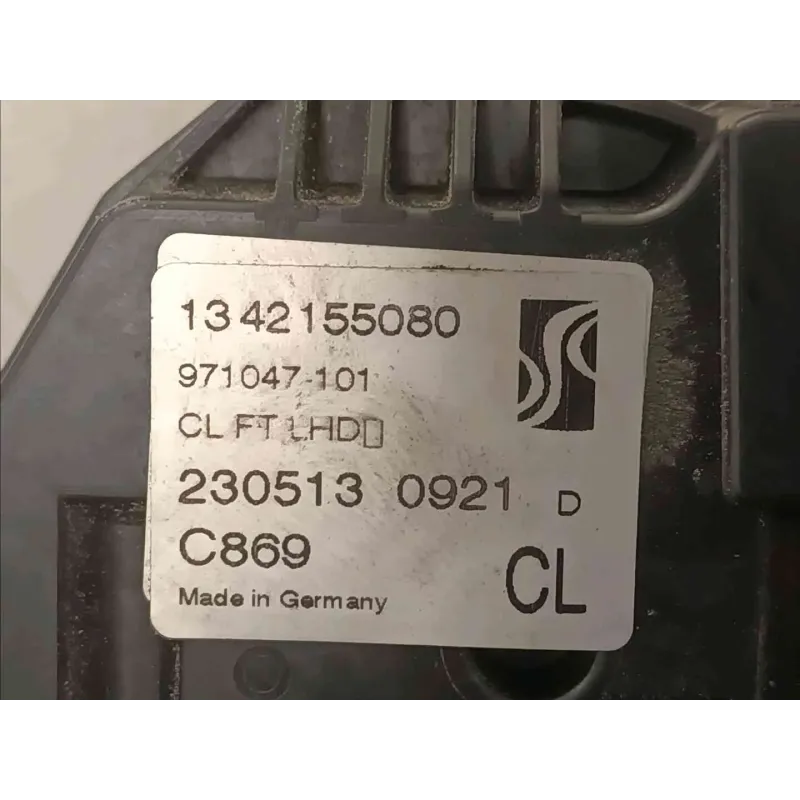 1342155080
971047-101
CL FT LHD
230513 0921 D
C869
CL
Made in Germany